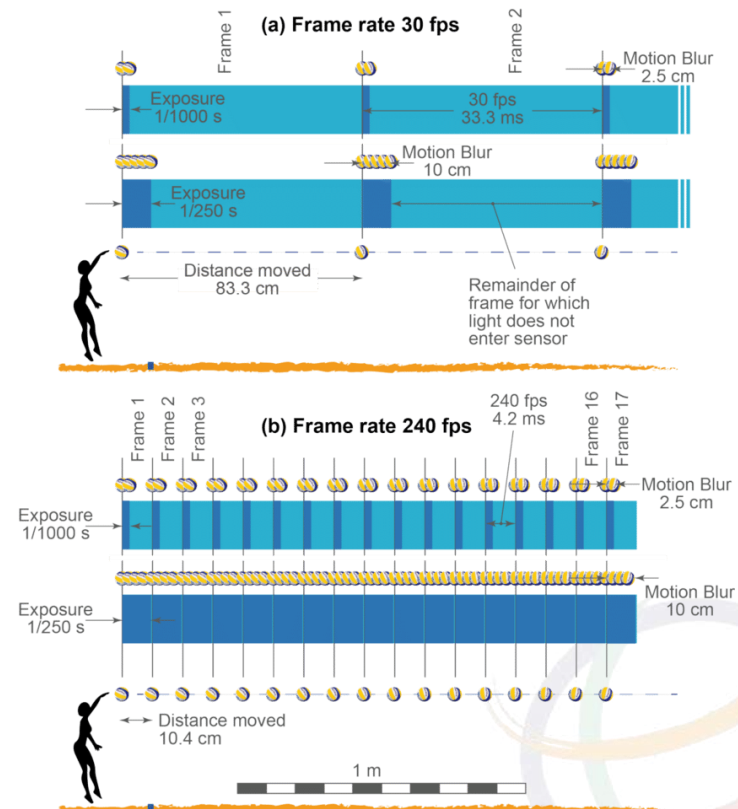 (a) Frame rate 30 fps
Frame 1
Frame 2
Motion Blur
2.5 cm
Exposure
1/1000 s
30 fps
33.3 ms
Motion Blur
10 cm
Exposure
1/250 s
Distance moved
83.3 cm
Remainder of
frame for which
light does not
enter sensor
(b) Frame rate 240 fps
Frame 1
Frame 2
Frame 3
240 fps
4.2 ms
Frame 16
Frame 17
Motion Blur
2.5 cm
Exposure
1/1000 s
Exposure
1/250 s
Motion Blur
10 cm
Distance moved
10.4 cm
1 m